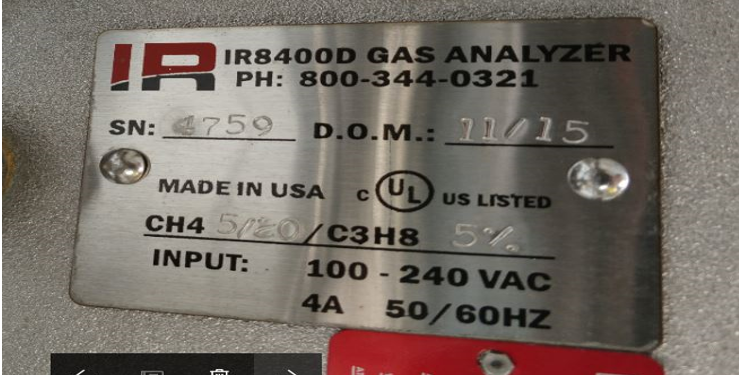 IR IR8400D GAS ANALYZER
PH: 800-344-0321
SN: 4759 D.O.M.: 11/15
MADE IN USA C UL US LISTED
CH4 5/20/C3H8 5%
INPUT: 100 - 240 VAC
4A 50/60HZ